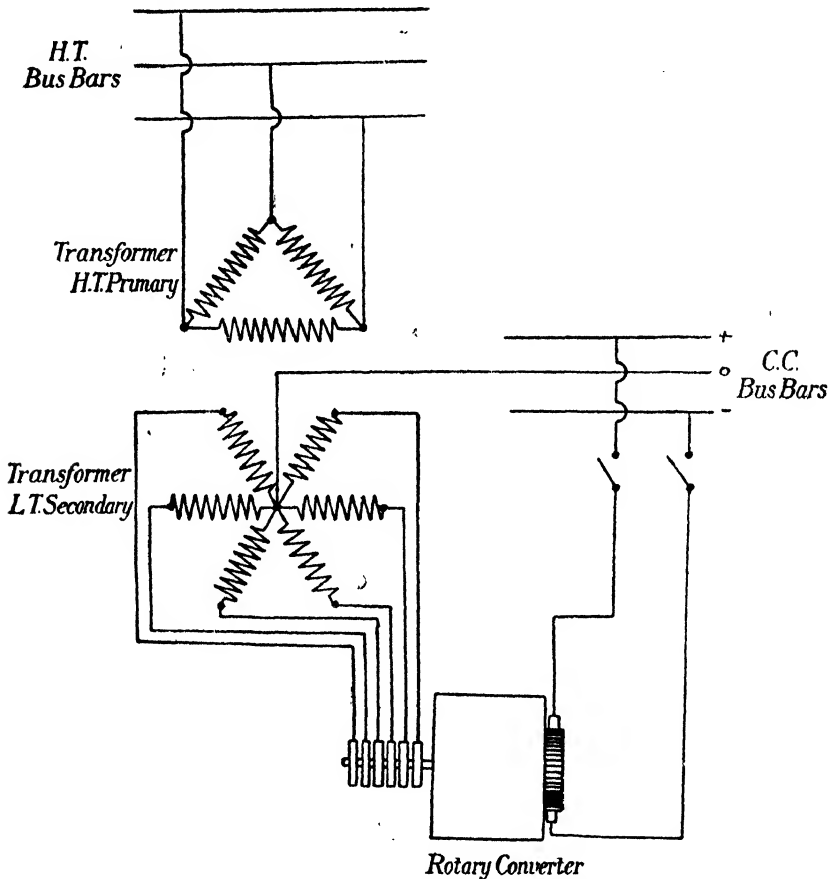 H.T.
Bus Bars
Transformer
H.T.Primary
+
o
-
C.C.
Bus Bars
Transformer
L.T.Secondary
Rotary Converter